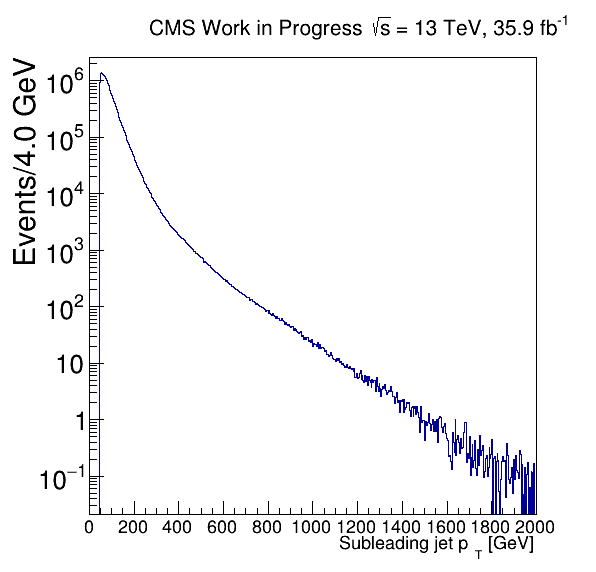 CMS Work in Progress √s = 13 TeV, 35.9 fb⁻¹
Events/4.0 GeV
10⁶
10⁵
10⁴
10³
10²
10
1
10⁻¹
0 200 400 600 800 1000 1200 1400 1600 1800 2000
Subleading jet p_T [GeV]